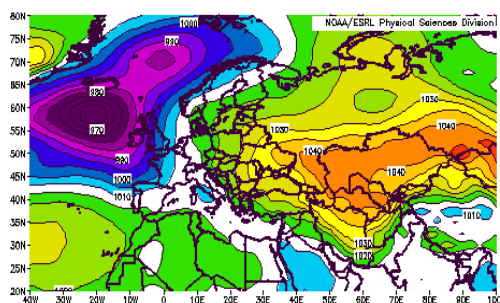 80N
75N
70N
65N
60N
55N
50N
45N
40N
35N
30N
25N
20N
NOAA/ESRL Physical Sciences Division
1000
990
980
970
980
1000
1010
1030
1030
1040
1040
1040
1010
1030
1020
40W 30W 20W 10W 0 10E 20E 30E 40E 50E 60E 70E 80E 90E